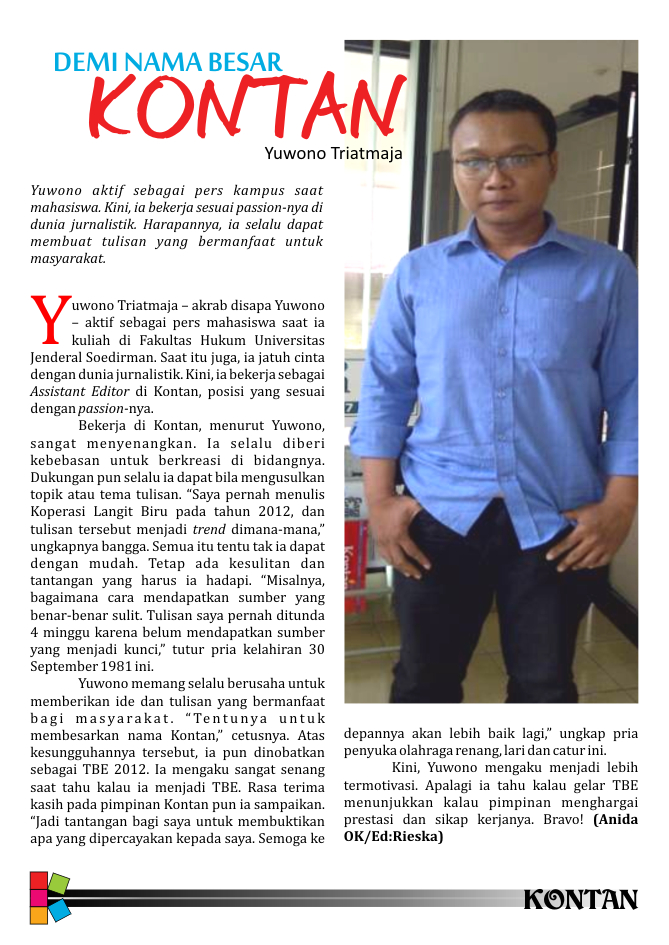 DEMI NAMA BESAR
KONTAN
Yuwono Triatmaja
Yuwono aktif sebagai pers kampus saat
mahasiswa. Kini, ia bekerja sesuai passion-nya di
dunia jurnalistik. Harapannya, ia selalu dapat
membuat tulisan yang bermanfaat untuk
masyarakat.
Yuwono Triatmaja – akrab disapa Yuwono
– aktif sebagai pers mahasiswa saat ia
kuliah di Fakultas Hukum Universitas
Jenderal Soedirman. Saat itu juga, ia jatuh cinta
dengan dunia jurnalistik. Kini, ia bekerja sebagai
Assistant Editor di Kontan, posisi yang sesuai
dengan passion-nya.
Bekerja di Kontan, menurut Yuwono,
sangat menyenangkan. Ia selalu diberi
kebebasan untuk berkreasi di bidangnya.
Dukungan pun selalu ia dapat bila mengusulkan
topik atau tema tulisan. “Saya pernah menulis
Koperasi Langit Biru pada tahun 2012, dan
tulisan tersebut menjadi trend dimana-mana,”
ungkapnya bangga. Semua itu tentu tak ia dapat
dengan mudah. Tetap ada kesulitan dan
tantangan yang harus ia hadapi. “Misalnya,
bagaimana cara mendapatkan sumber yang
benar-benar sulit. Tulisan saya pernah ditunda
4 minggu karena belum mendapatkan sumber
yang menjadi kunci,” tutur pria kelahiran 30
September 1981 ini.
Yuwono memang selalu berusaha untuk
memberikan ide dan tulisan yang bermanfaat
bagi masyarakat. “Tentunya untuk
membesarkan nama Kontan,” cetusnya. Atas
kesungguhannya tersebut, ia pun dinobatkan
sebagai TBE 2012. Ia mengaku sangat senang
saat tahu kalau ia menjadi TBE. Rasa terima
kasih pada pimpinan Kontan pun ia sampaikan.
“Jadi tantangan bagi saya untuk membuktikan
apa yang dipercayakan kepada saya. Semoga ke
depannya akan lebih baik lagi,” ungkap pria
penyuka olahraga renang, lari dan catur ini.
Kini, Yuwono mengaku menjadi lebih
termotivasi. Apalagi ia tahu kalau gelar TBE
menunjukkan kalau pimpinan menghargai
prestasi dan sikap kerjanya. Bravo! (Anida
OK/Ed:Rieska)
KONTAN